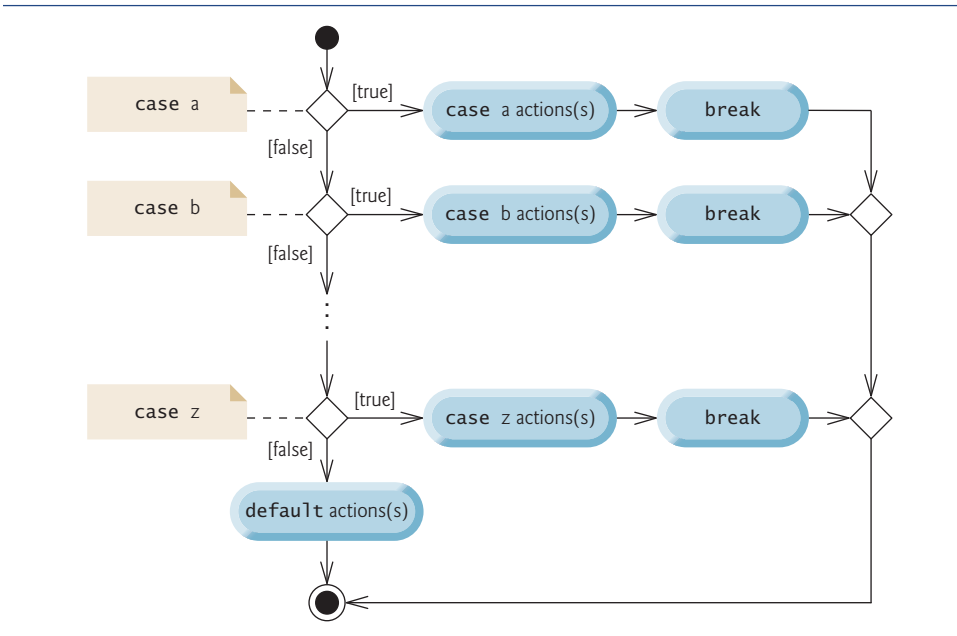 [true]
case a
case a actions(s)
break
[false]
[true]
case b
case b actions(s)
break
[false]
[true]
case z
case z actions(s)
break
[false]
default actions(s)